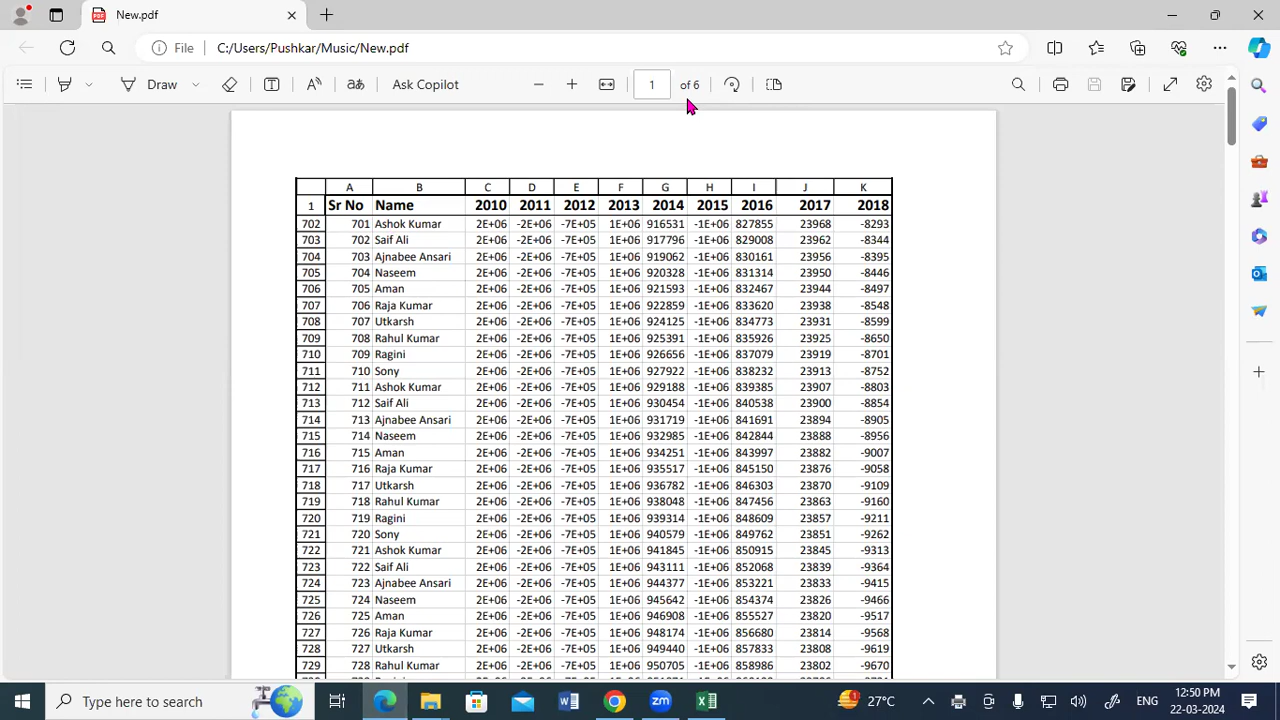 New.pdf
File C:/Users/Pushkar/Music/New.pdf
Draw Ask Copilot 1 of 6
A B C D E F G H I J K
1 Sr No Name 2010 2011 2012 2013 2014 2015 2016 2017 2018
702 701 Ashok Kumar 2E+06 -2E+06 -7E+05 1E+06 916531 -1E+06 827855 23968 -8293
703 702 Saif Ali 2E+06 -2E+06 -7E+05 1E+06 917796 -1E+06 829008 23962 -8344
704 703 Ajnabee Ansari 2E+06 -2E+06 -7E+05 1E+06 919062 -1E+06 830161 23956 -8395
705 704 Naseem 2E+06 -2E+06 -7E+05 1E+06 920328 -1E+06 831314 23950 -8446
706 705 Aman 2E+06 -2E+06 -7E+05 1E+06 921593 -1E+06 832467 23944 -8497
707 706 Raja Kumar 2E+06 -2E+06 -7E+05 1E+06 922859 -1E+06 833620 23938 -8548
708 707 Utkarsh 2E+06 -2E+06 -7E+05 1E+06 924125 -1E+06 834773 23931 -8599
709 708 Rahul Kumar 2E+06 -2E+06 -7E+05 1E+06 925391 -1E+06 835926 23925 -8650
710 709 Ragini 2E+06 -2E+06 -7E+05 1E+06 926656 -1E+06 837079 23919 -8701
711 710 Sony 2E+06 -2E+06 -7E+05 1E+06 927922 -1E+06 838232 23913 -8752
712 711 Ashok Kumar 2E+06 -2E+06 -7E+05 1E+06 929188 -1E+06 839385 23907 -8803
713 712 Saif Ali 2E+06 -2E+06 -7E+05 1E+06 930454 -1E+06 840538 23900 -8854
714 713 Ajnabee Ansari 2E+06 -2E+06 -7E+05 1E+06 931719 -1E+06 841691 23894 -8905
715 714 Naseem 2E+06 -2E+06 -7E+05 1E+06 932985 -1E+06 842844 23888 -8956
716 715 Aman 2E+06 -2E+06 -7E+05 1E+06 934251 -1E+06 843997 23882 -9007
717 716 Raja Kumar 2E+06 -2E+06 -7E+05 1E+06 935517 -1E+06 845150 23876 -9058
718 717 Utkarsh 2E+06 -2E+06 -7E+05 1E+06 936782 -1E+06 846303 23870 -9109
719 718 Rahul Kumar 2E+06 -2E+06 -7E+05 1E+06 938048 -1E+06 847456 23863 -9160
720 719 Ragini 2E+06 -2E+06 -7E+05 1E+06 939314 -1E+06 848609 23857 -9211
721 720 Sony 2E+06 -2E+06 -7E+05 1E+06 940579 -1E+06 849762 23851 -9262
722 721 Ashok Kumar 2E+06 -2E+06 -7E+05 1E+06 941845 -1E+06 850915 23845 -9313
723 722 Saif Ali 2E+06 -2E+06 -7E+05 1E+06 943111 -1E+06 852068 23839 -9364
724 723 Ajnabee Ansari 2E+06 -2E+06 -7E+05 1E+06 944377 -1E+06 853221 23833 -9415
725 724 Naseem 2E+06 -2E+06 -7E+05 1E+06 945642 -1E+06 854374 23826 -9466
726 725 Aman 2E+06 -2E+06 -7E+05 1E+06 946908 -1E+06 855527 23820 -9517
727 726 Raja Kumar 2E+06 -2E+06 -7E+05 1E+06 948174 -1E+06 856680 23814 -9568
728 727 Utkarsh 2E+06 -2E+06 -7E+05 1E+06 949440 -1E+06 857833 23808 -9619
729 728 Rahul Kumar 2E+06 -2E+06 -7E+05 1E+06 950705 -1E+06 858986 23802 -9670
Type here to search 1 27°C ENG 12:50 PM
22-03-2024